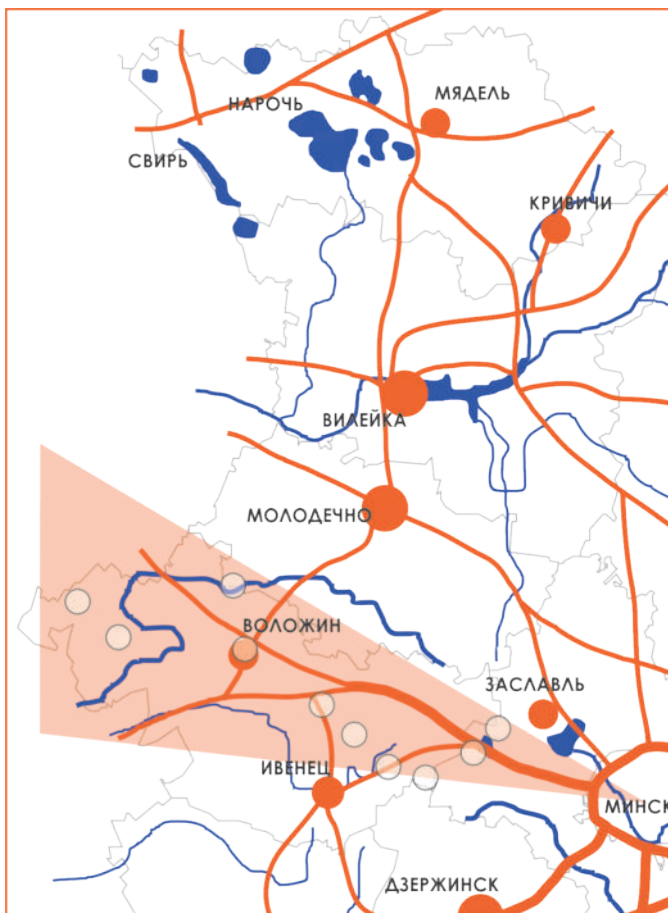 МЯДЕЛЬ
НАРОЧЬ
СВИРЬ
КРИВИЧИ
ВИЛЕЙКА
МОЛОДЕЧНО
ВОЛОЖИН
ЗАСЛАВЛЬ
ИВЕНЕЦ
МИНСК
ДЗЕРЖИНСК